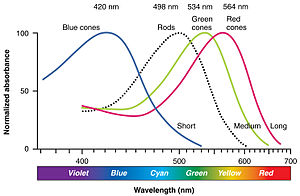 420 nm 498 nm 534 nm 564 nm
Blue cones Rods Green cones Red cones
Normalized absorbance
100
50
0
Short Medium Long
400 500 600 700
Violet Blue Cyan Green Yellow Red
Wavelength (nm)